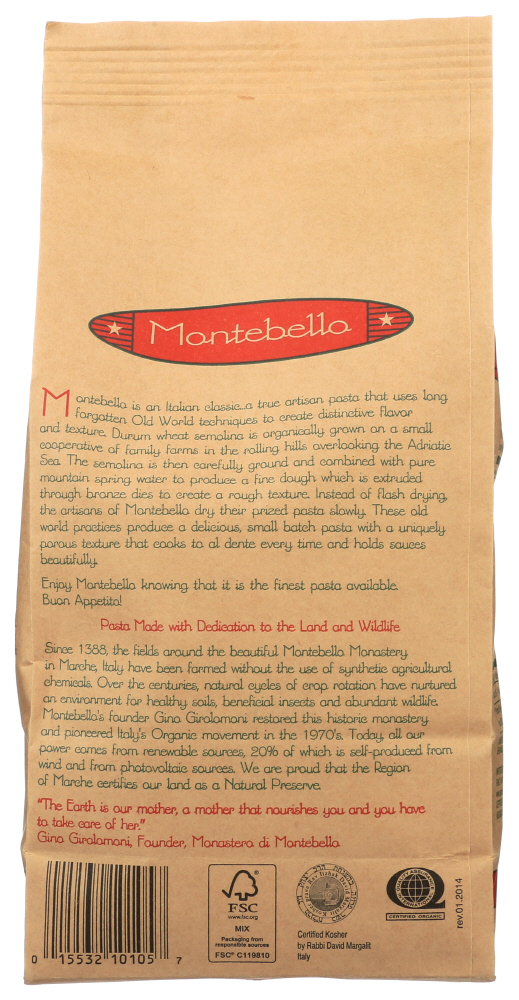 Montebello
Montebello is an Italian classic...a true artisan pasta that uses long
forgotten Old World techniques to create distinctive flavor
and texture. Durum wheat semolina is organically grown on a small
cooperative of family farms in the rolling hills overlooking the Adriatic
Sea. The semolina is then carefully ground and combined with pure
mountain spring water to produce a fine dough which is extruded
through bronze dies to create a rough texture. Instead of flash drying,
the artisans of Montebello dry their prized pasta slowly. These old
world practices produce a delicious, small batch pasta with a uniquely
porous texture that cooks to al dente every time and holds sauces
beautifully.
Enjoy Montebello knowing that it is the finest pasta available.
Buon Appetito!
Pasta Made with Dedication to the Land and Wildlife
Since 1388, the fields around the beautiful Montebello Monastery
in Marche, Italy have been farmed without the use of synthetic agricultural
chemicals. Over the centuries, natural cycles of crop rotation have nurtured
an environment for healthy soils, beneficial insects and abundant wildlife.
Montebello's founder Gino Girolomoni restored this historic monastery
and pioneered Italy's Organic movement in the 1970's. Today, all our
power comes from renewable sources, 20% of which is self-produced from
wind and from photovoltaic sources. We are proud that the Region
of Marche certifies our land as a Natural Preserve.
"The Earth is our mother, a mother that nourishes you and you have
to take care of her."
Gino Girolomoni, Founder, Monastero di Montebello
0 15532 10105 7
FSC
www.fsc.org
MIX
Packaging from
responsible sources
FSC® C119810
Certified Kosher
by Rabbi David Margalit
Italy
QUALITY ASSURANCE
INTERNATIONAL
CERTIFIED ORGANIC
rev.01.2014